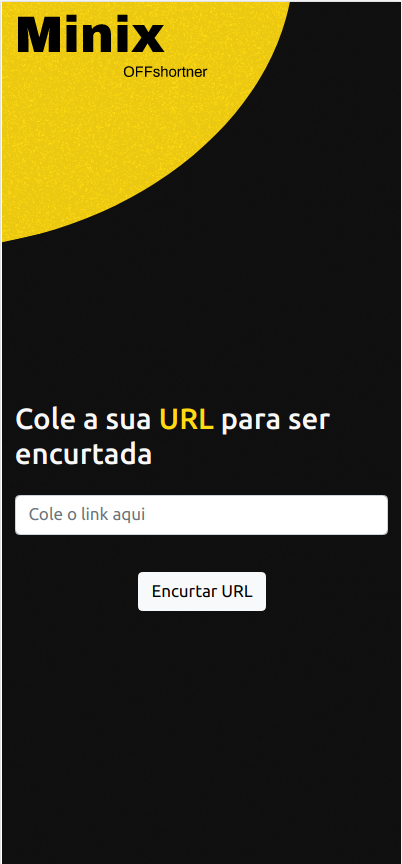 Minix
OFFshortner
Cole a sua URL para ser
encurtada
Cole o link aqui
Encurtar URL